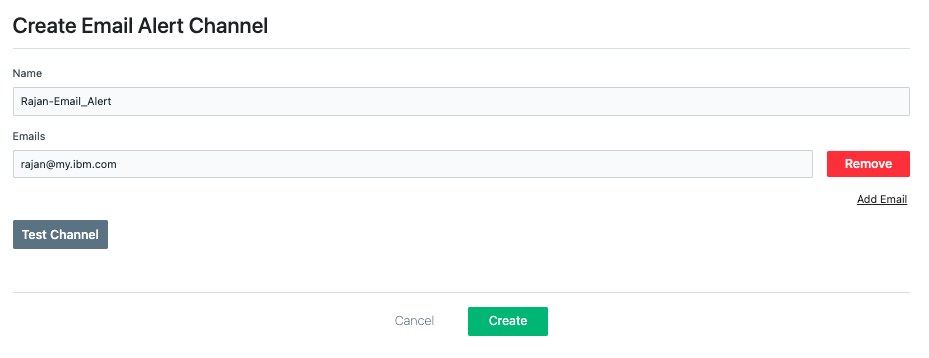 Create Email Alert Channel
Name
Rajan-Email_Alert
Emails
rajan@my.ibm.com
Remove
Add Email
Test Channel
Cancel
Create